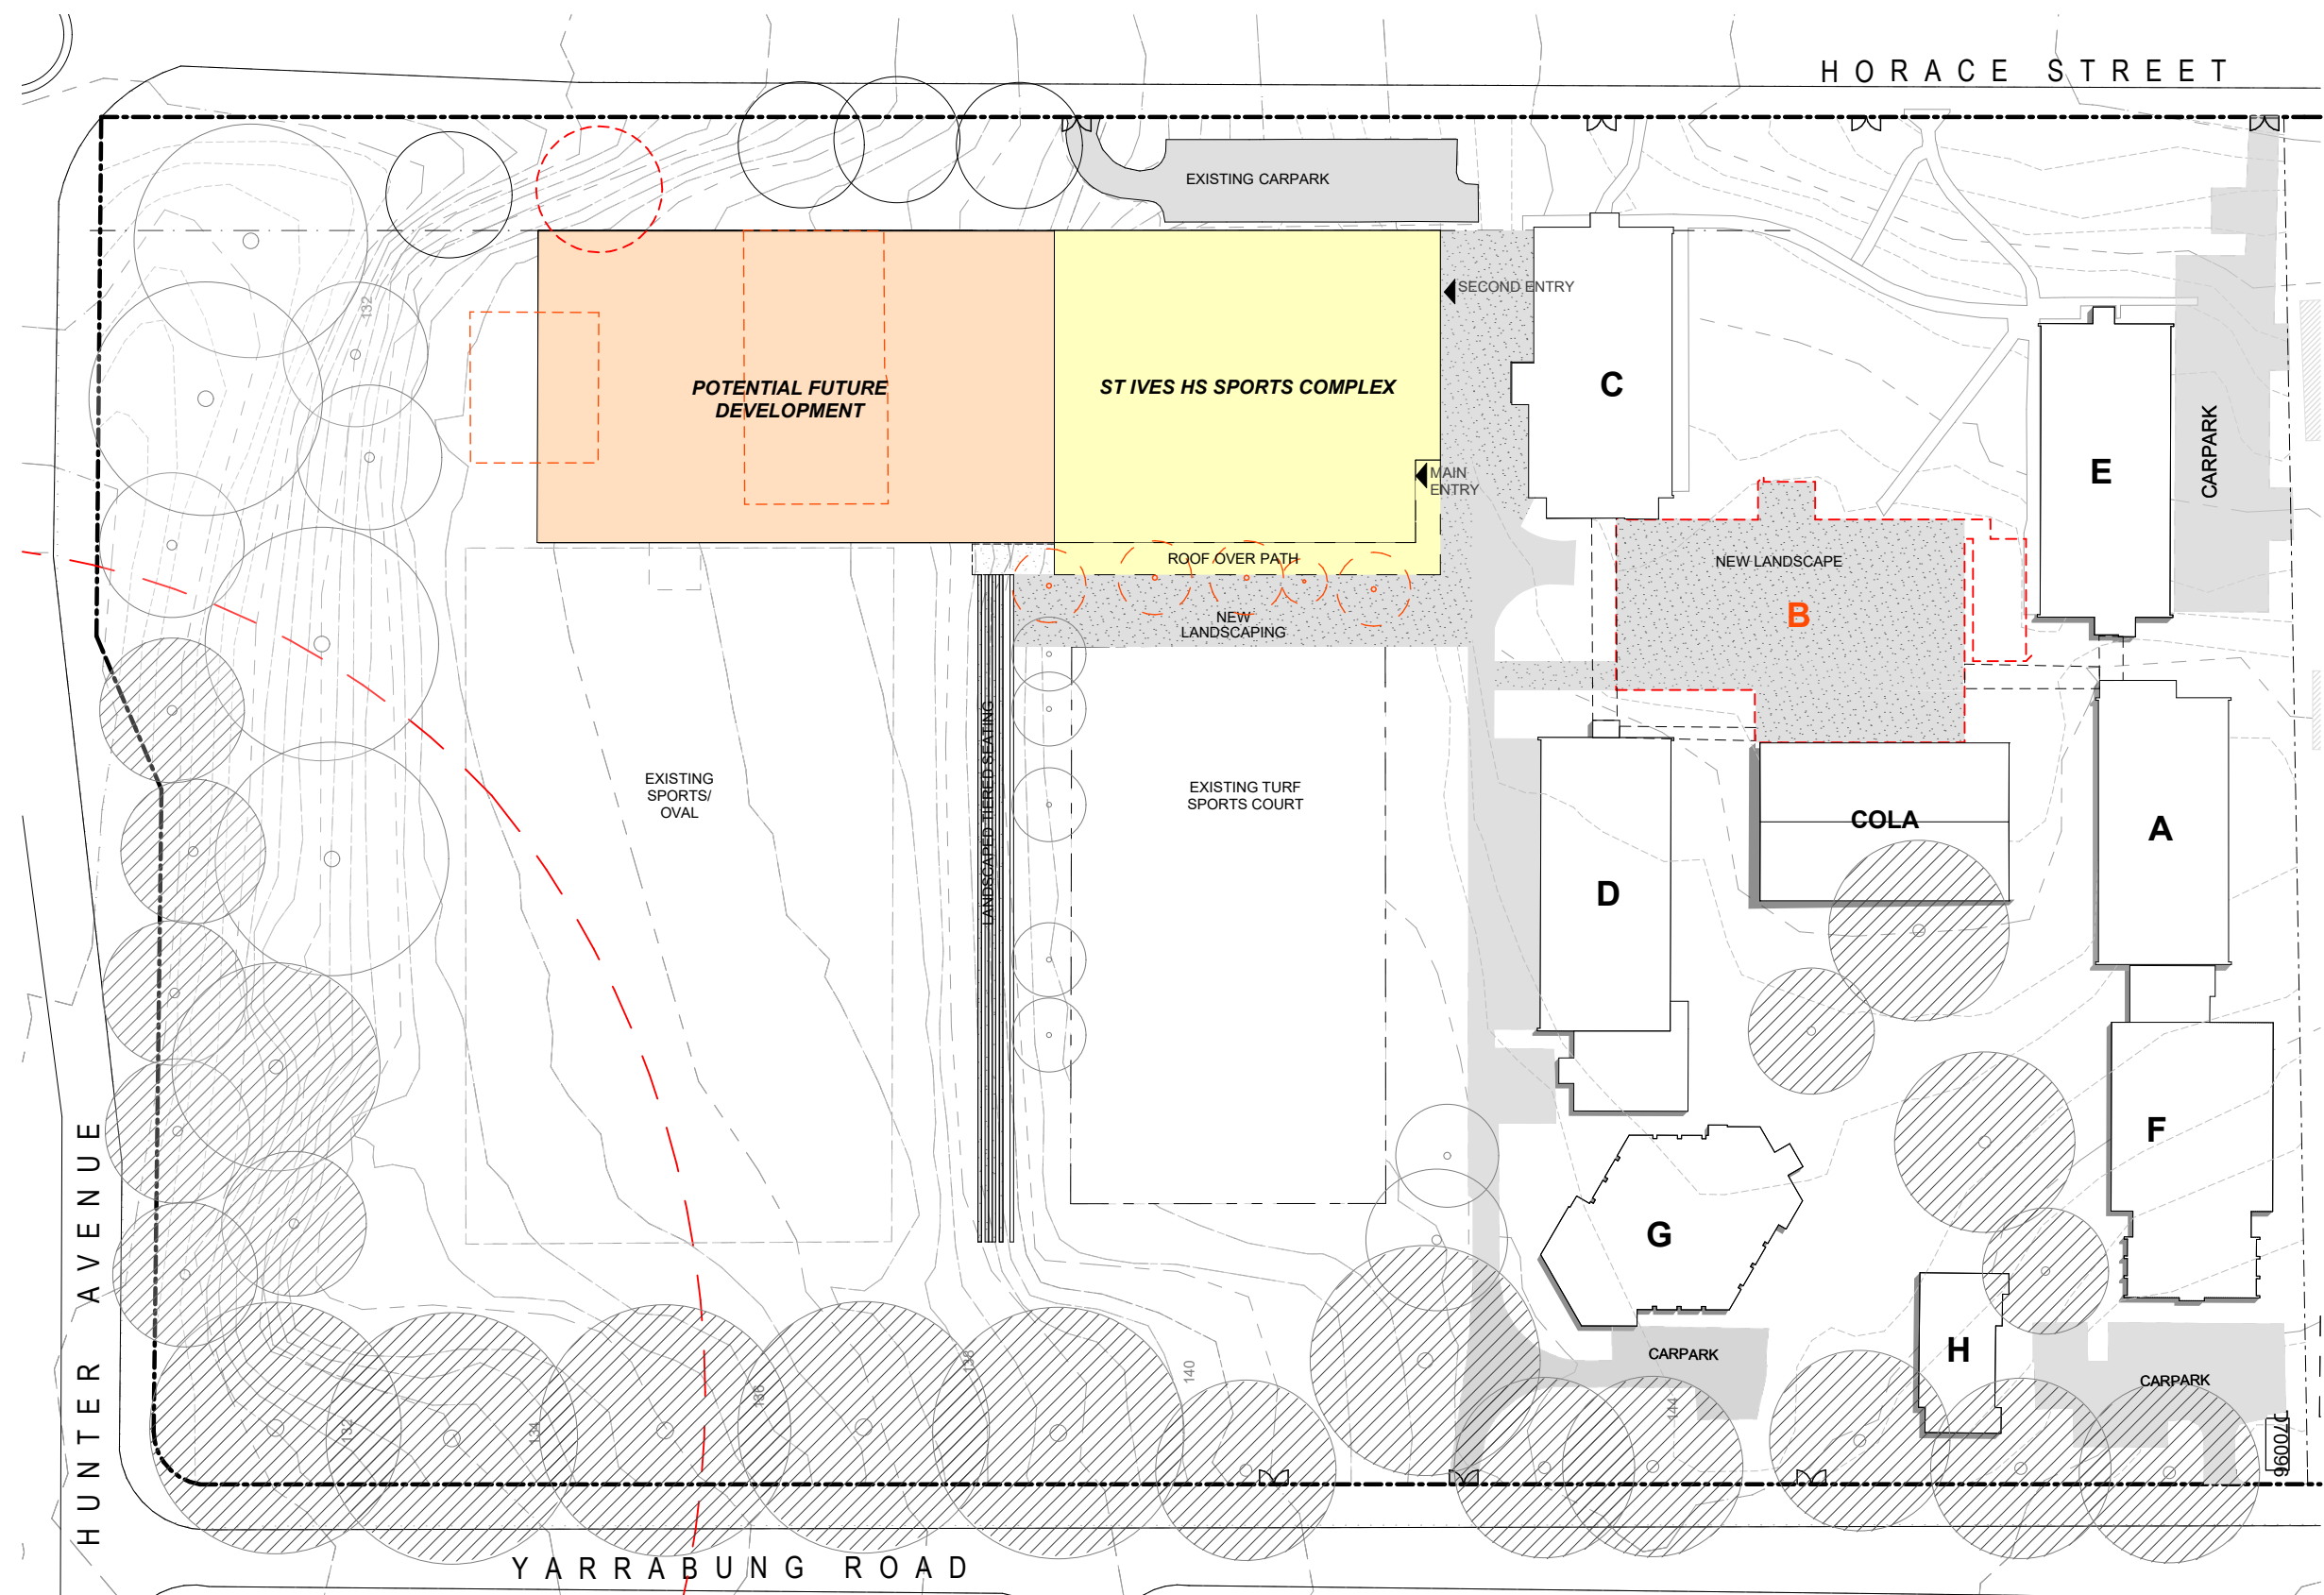 HORACE STREET
EXISTING CARPARK
SECOND ENTRY
132
POTENTIAL FUTURE
DEVELOPMENT
ST IVES HS SPORTS COMPLEX
C
CARPARK
E
MAIN
ENTRY
ROOF OVER PATH
NEW LANDSCAPE
B
NEW
LANDSCAPING
LANDSCAPED TIERED SEATING
EXISTING
SPORTS/
OVAL
EXISTING TURF
SPORTS COURT
COLA
A
D
F
G
H
CARPARK
CARPARK
132
134
136
138
140
144
D70096
HUNTER AVENUE
YARRABUNG ROAD